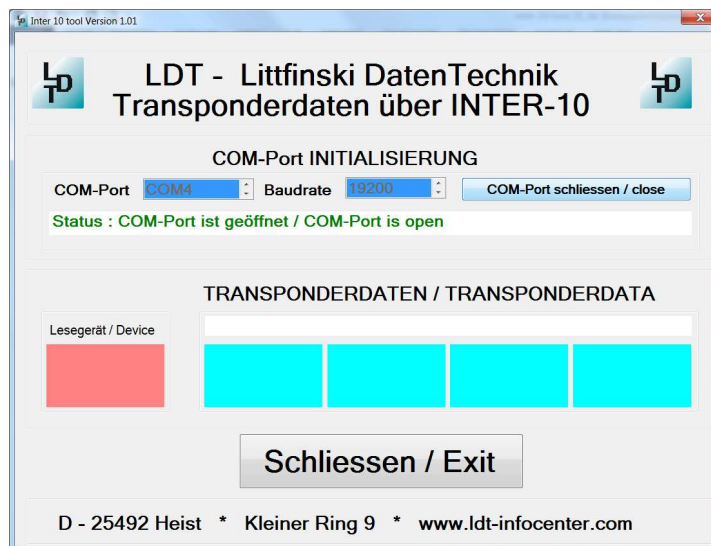 Inter 10 tool Version 1.01
LDT
LDT - Littfinski DatenTechnik
LDT
Transponderdaten über INTER-10
COM-Port INITIALISIERUNG
COM-Port COM4 Baudrate 19200 COM-Port schliessen / close
Status : COM-Port ist geöffnet / COM-Port is open
TRANSPONDERDATEN / TRANSPONDERDATA
Lesegerät / Device
Schliessen / Exit
D - 25492 Heist * Kleiner Ring 9 * www.ldt-infocenter.com